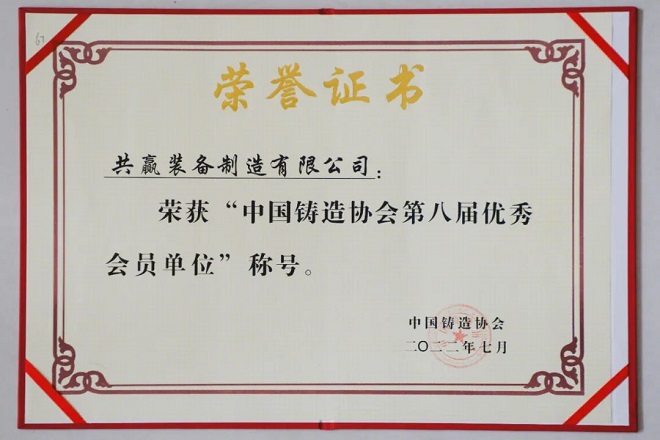 荣誉证书
共赢装备制造有限公司：
荣获“中国铸造协会第八届优秀
会员单位”称号。
中国铸造协会
二〇二二年七月